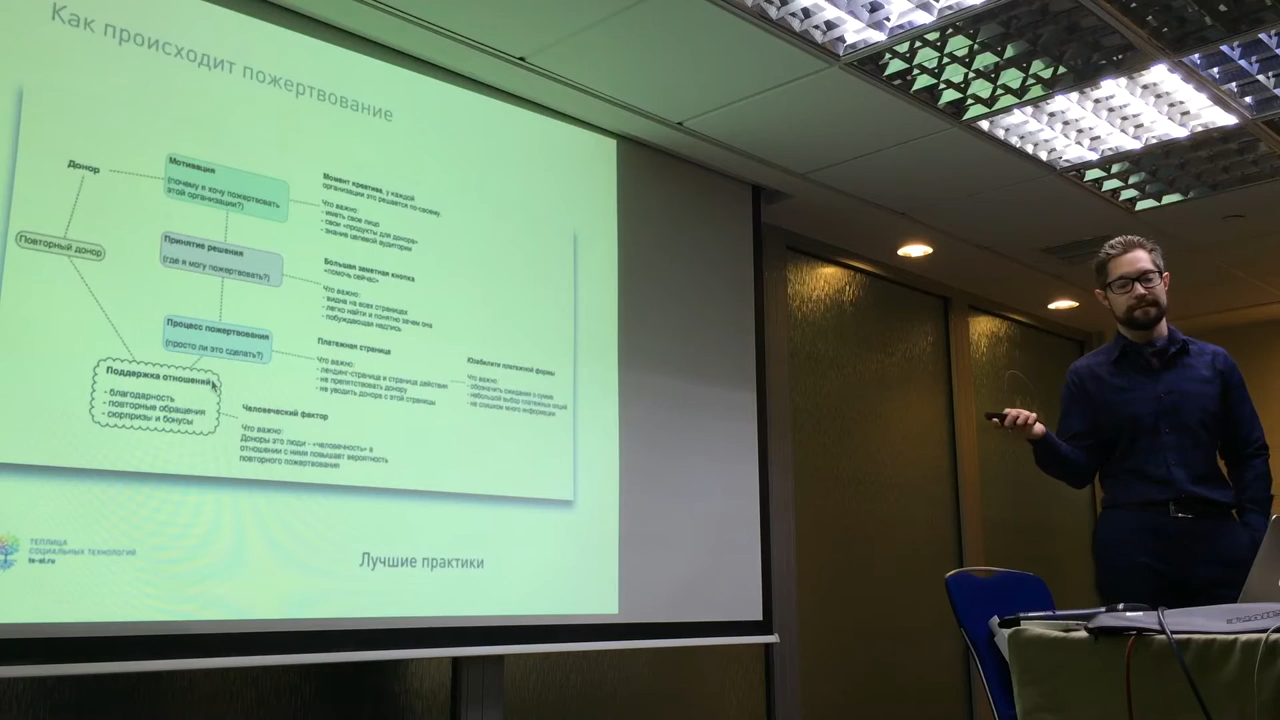 Как происходит пожертвование
Донор
Мотивация
(почему я хочу пожертвовать
этой организации?)
Момент креатива, у каждой
организации это решается по-своему.
Что важно:
- иметь свое лицо
- свои «продукты для донора»
- знание целевой аудитории
Повторный донор
Принятие решения
(где я могу пожертвовать?)
Большая заметная кнопка
«помочь сейчас»
Что важно:
- видна на всех страницах
- легко найти и понятно зачем она
- побуждающая надпись
Процесс пожертвования
(просто ли это сделать?)
Платежная страница
Что важно:
- лендинг-страница и страница действия
- не препятствовать донору
- не уводить донора с этой страницы
Юзабилити платежной формы
Что важно:
- обозначить ожидания о сумме
- небольшой выбор платежных опций
- не слишком много информации
Поддержка отношений
- благодарность
- повторные обращения
- сюрпризы и бонусы
Человеческий фактор
Что важно:
Доноры это люди - «человечность» в
отношении с ними повышает вероятность
повторного пожертвования
ТЕПЛИЦА
СОЦИАЛЬНЫХ ТЕХНОЛОГИЙ
te-st.ru
Лучшие практики